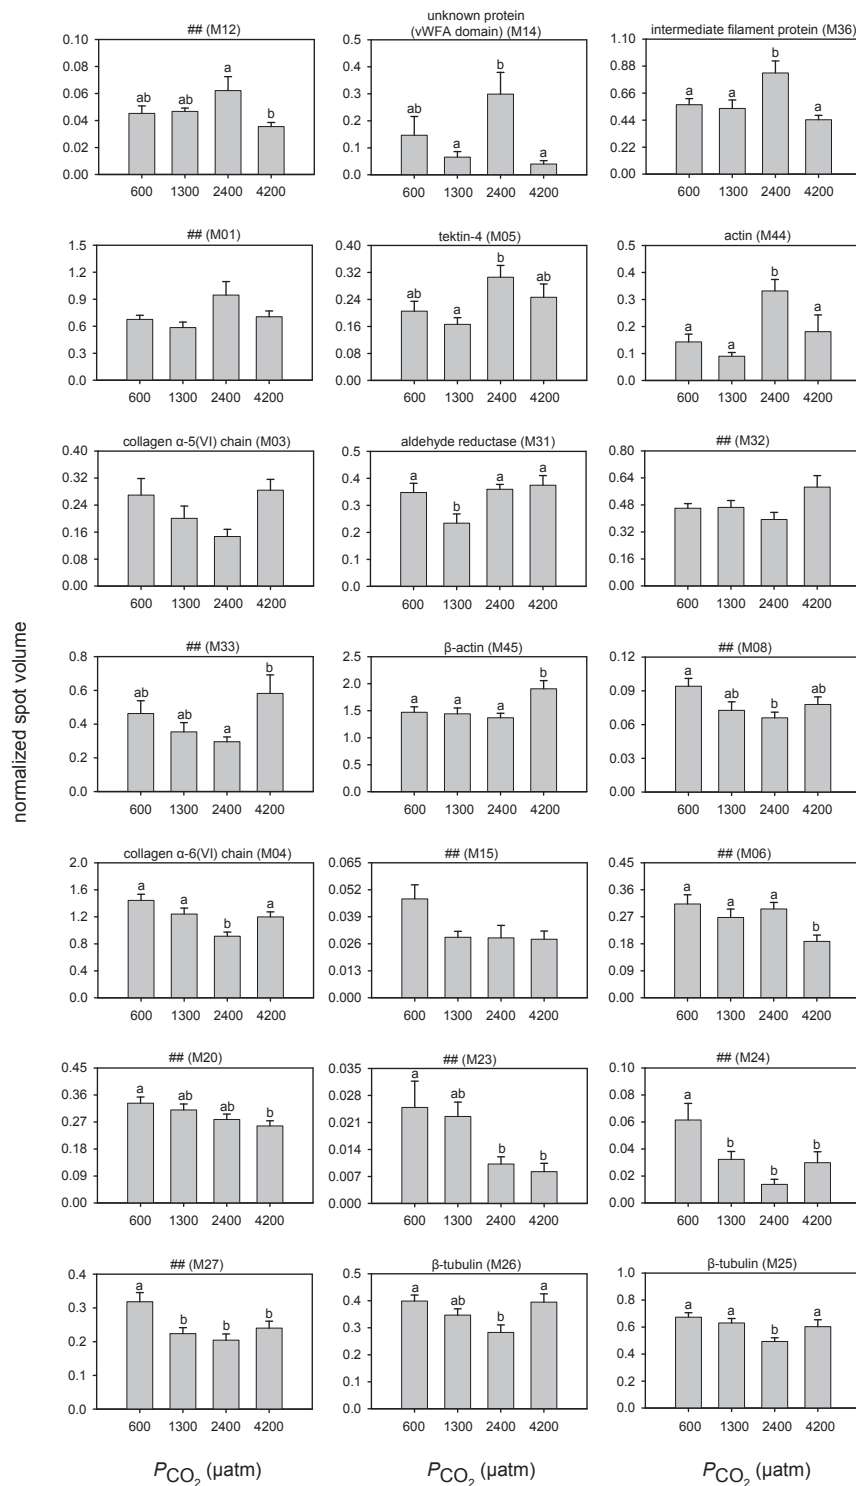 ## (M12)
0.10
0.08
0.06
0.04
0.02
0.00
ab
ab
a
b
600 1300 2400 4200
unknown protein
(vWFA domain) (M14)
0.5
0.4
0.3
0.2
0.1
0.0
ab
a
b
a
600 1300 2400 4200
intermediate filament protein (M36)
1.10
0.88
0.66
0.44
0.22
0.00
a
a
b
a
600 1300 2400 4200
## (M01)
1.5
1.2
0.9
0.6
0.3
0.0
600 1300 2400 4200
tektin-4 (M05)
0.40
0.32
0.24
0.16
0.08
0.00
ab
a
b
ab
600 1300 2400 4200
actin (M44)
0.5
0.4
0.3
0.2
0.1
0.0
a
a
b
a
600 1300 2400 4200
collagen α-5(VI) chain (M03)
0.40
0.32
0.24
0.16
0.08
0.00
600 1300 2400 4200
aldehyde reductase (M31)
0.5
0.4
0.3
0.2
0.1
0.0
a
b
a
a
600 1300 2400 4200
## (M32)
0.80
0.64
0.48
0.32
0.16
0.00
600 1300 2400 4200
normalized spot volume
## (M33)
0.8
0.6
0.4
0.2
0.0
ab
ab
a
b
600 1300 2400 4200
β-actin (M45)
2.5
2.0
1.5
1.0
0.5
0.0
a
a
a
b
600 1300 2400 4200
## (M08)
0.12
0.09
0.06
0.03
0.00
a
ab
b
ab
600 1300 2400 4200
collagen α-6(VI) chain (M04)
2.0
1.6
1.2
0.8
0.4
0.0
a
a
b
a
600 1300 2400 4200
## (M15)
0.065
0.052
0.039
0.026
0.013
0.000
600 1300 2400 4200
## (M06)
0.45
0.36
0.27
0.18
0.09
0.00
a
a
a
b
600 1300 2400 4200
## (M20)
0.45
0.36
0.27
0.18
0.09
0.00
a
ab
ab
b
600 1300 2400 4200
## (M23)
0.035
0.028
0.021
0.014
0.007
0.000
a
ab
b
b
600 1300 2400 4200
## (M24)
0.10
0.08
0.06
0.04
0.02
0.00
a
b
b
b
600 1300 2400 4200
## (M27)
0.4
0.3
0.2
0.1
0.0
a
b
b
b
600 1300 2400 4200
β-tubulin (M26)
0.5
0.4
0.3
0.2
0.1
0.0
a
ab
b
a
600 1300 2400 4200
β-tubulin (M25)
1.0
0.8
0.6
0.4
0.2
0.0
a
a
b
a
600 1300 2400 4200
PCO2 (µatm)
PCO2 (µatm)
PCO2 (µatm)